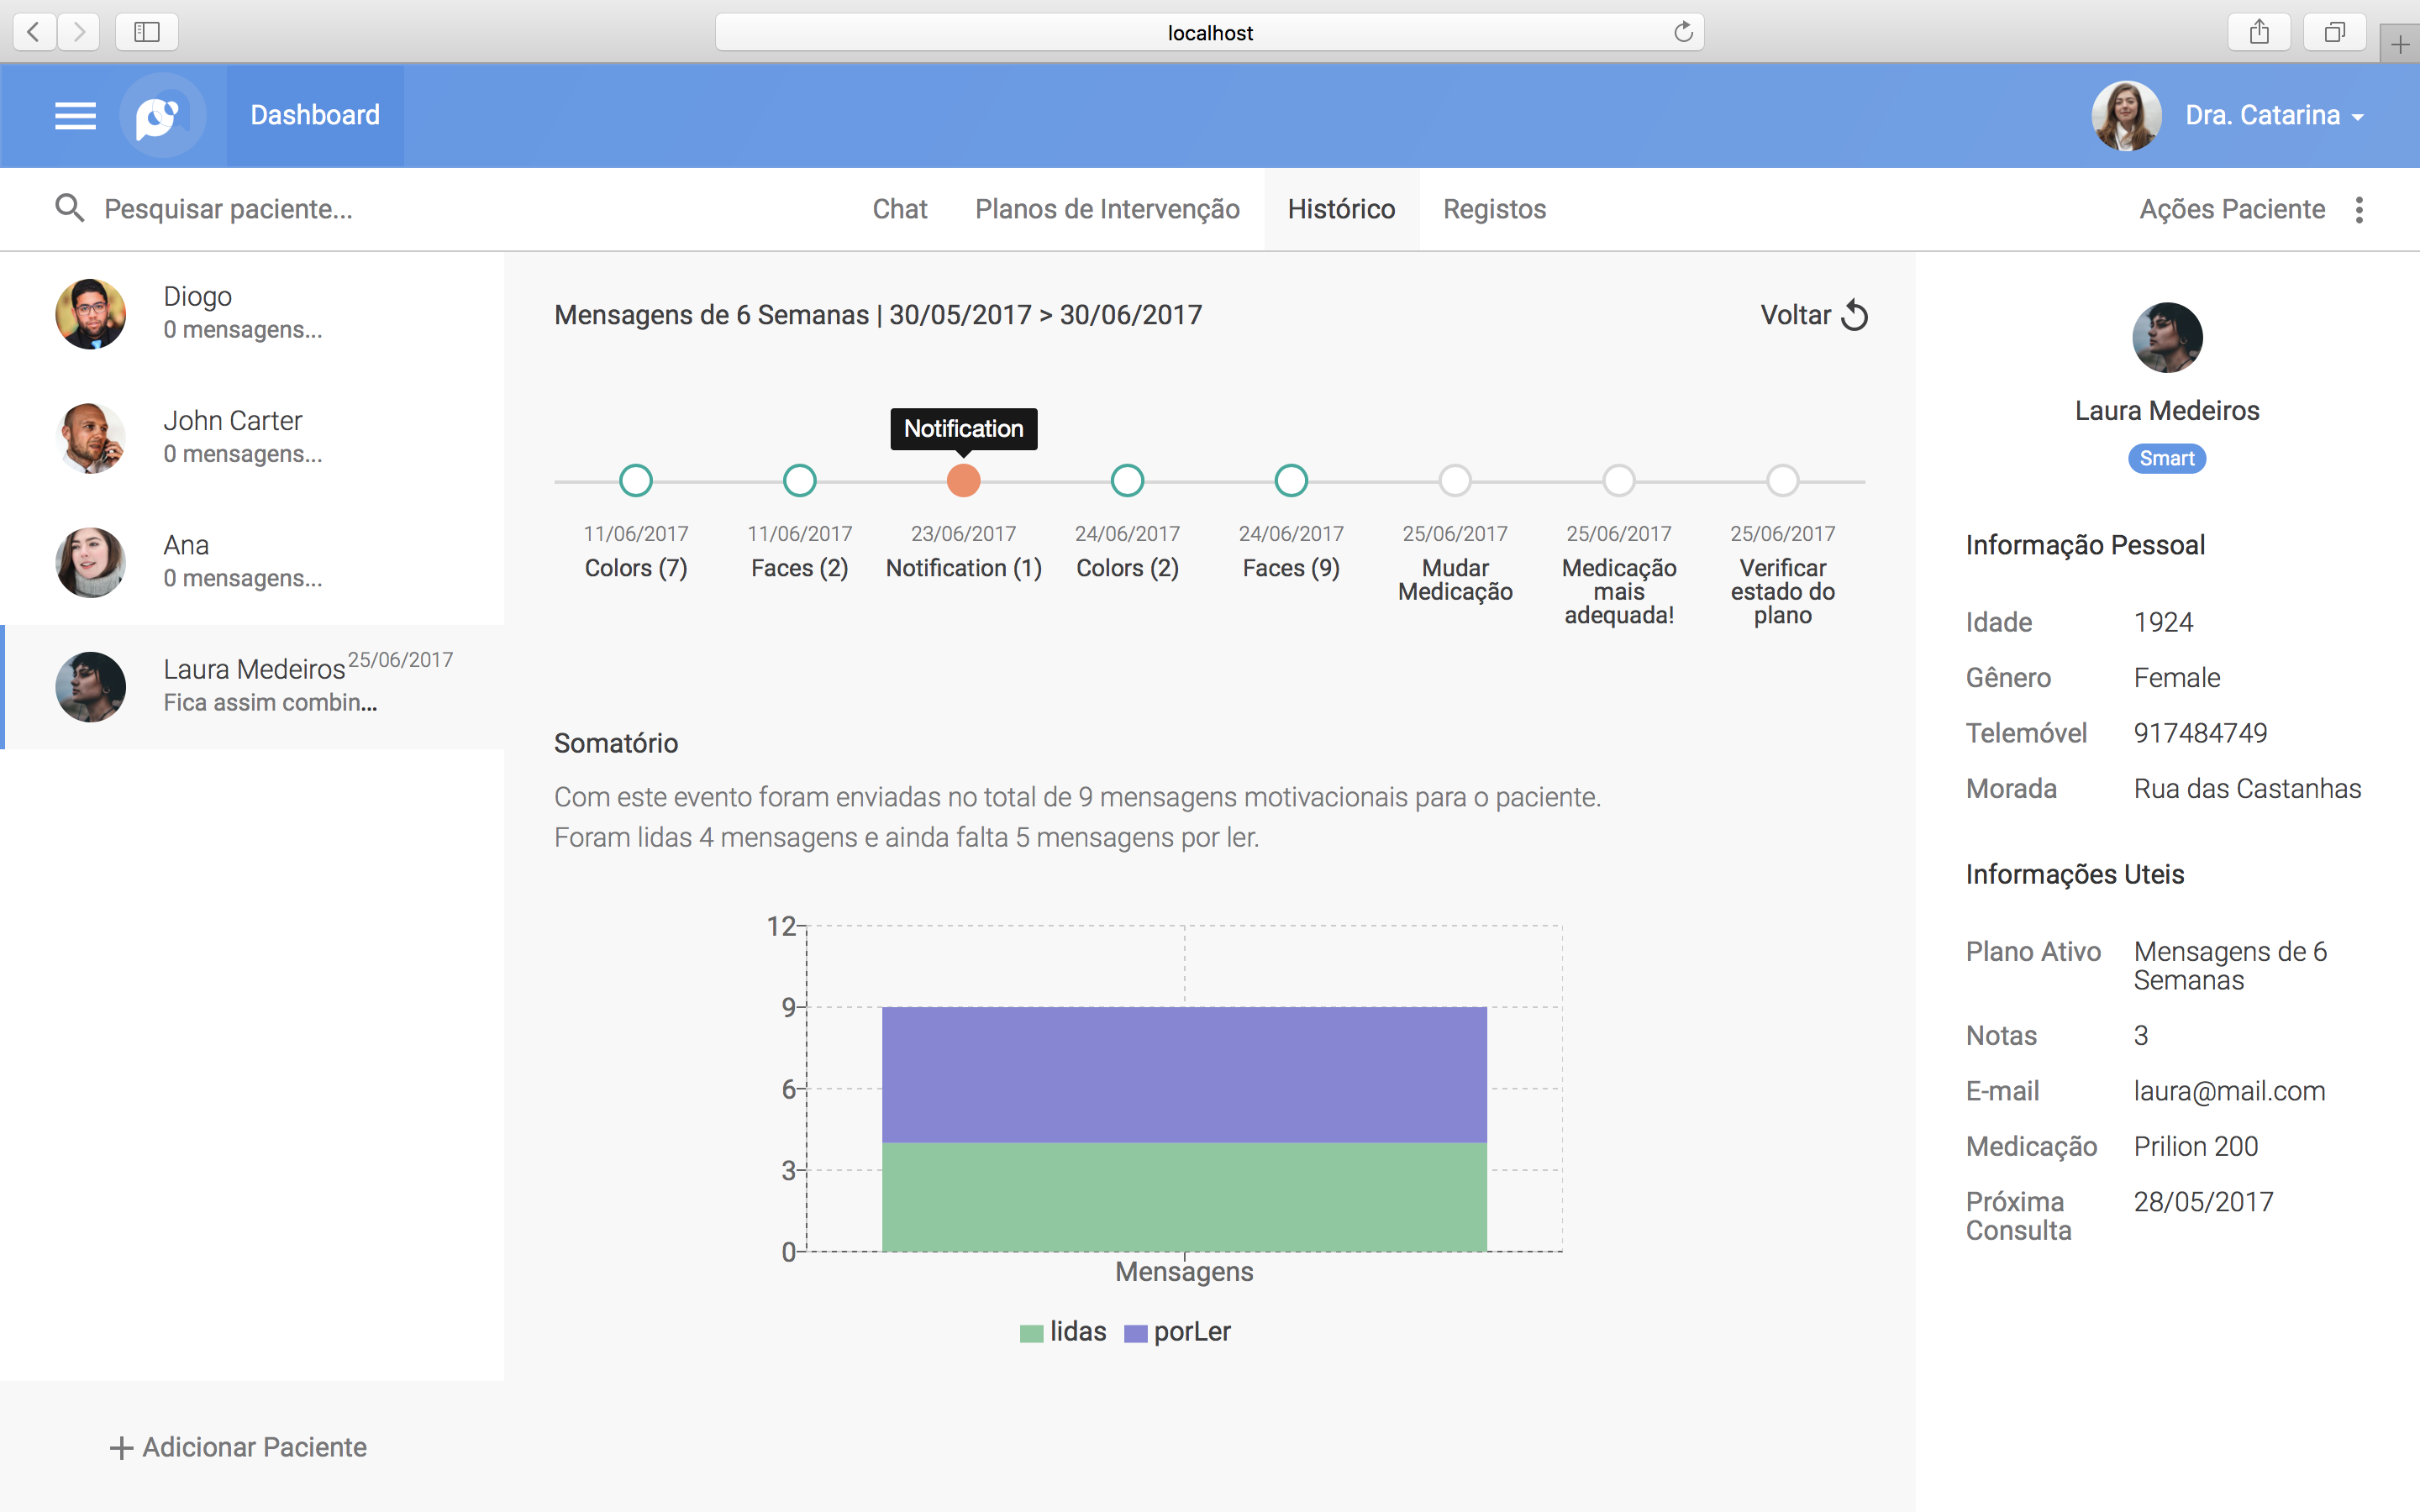 localhost
Dashboard
Dra. Catarina
Pesquisar paciente...
Chat
Planos de Intervenção
Histórico
Registos
Ações Paciente
Diogo
0 mensagens...
John Carter
0 mensagens...
Ana
0 mensagens...
Laura Medeiros 25/06/2017
Fica assim combin...
Adicionar Paciente
Mensagens de 6 Semanas | 30/05/2017 > 30/06/2017
Voltar
Notification
11/06/2017
Colors (7)
11/06/2017
Faces (2)
23/06/2017
Notification (1)
24/06/2017
Colors (2)
24/06/2017
Faces (9)
25/06/2017
Mudar
Medicação
25/06/2017
Medicação
mais
adequada!
25/06/2017
Verificar
estado do
plano
Somatório
Com este evento foram enviadas no total de 9 mensagens motivacionais para o paciente.
Foram lidas 4 mensagens e ainda falta 5 mensagens por ler.
12
9
6
3
0
Mensagens
lidas
porLer
Laura Medeiros
Smart
Informação Pessoal
Idade 1924
Gênero Female
Telemóvel 917484749
Morada Rua das Castanhas
Informações Uteis
Plano Ativo Mensagens de 6
Semanas
Notas 3
E-mail laura@mail.com
Medicação Prilion 200
Próxima 28/05/2017
Consulta